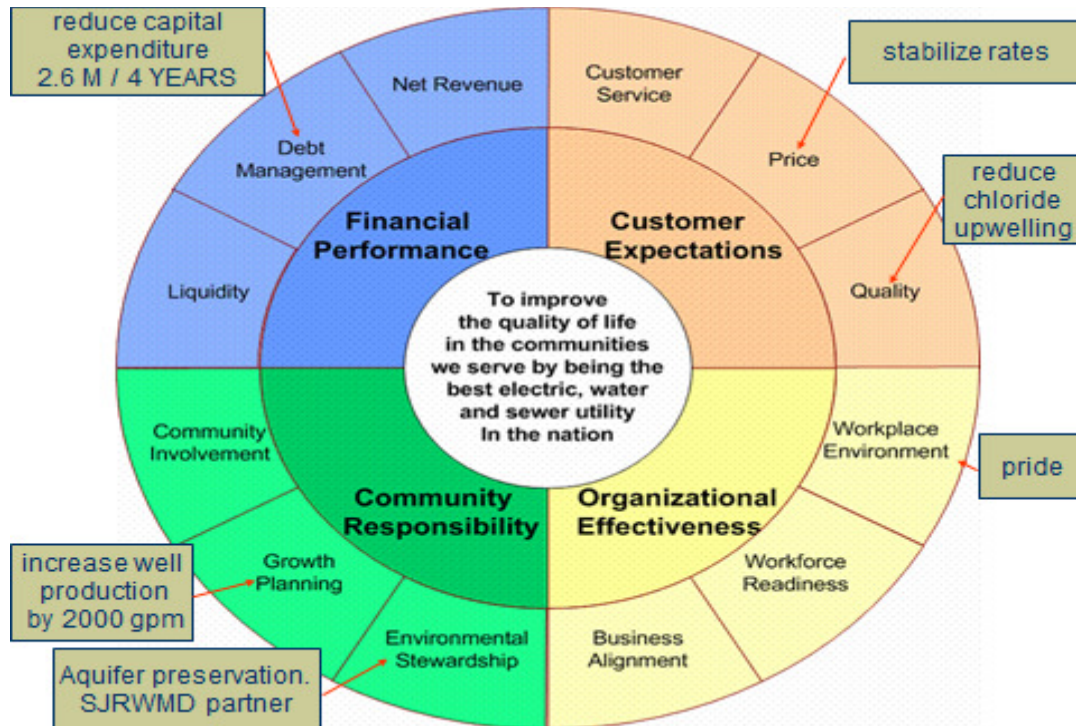 reduce capital
expenditure
2.6 M / 4 YEARS
Net Revenue
Customer
Service
stabilize rates
Debt
Management
Price
reduce
chloride
upwelling
Financial
Performance
Customer
Expectations
Liquidity
Quality
To improve
the quality of life
in the communities
we serve by being the
best electric, water
and sewer utility
In the nation
Community
Involvement
Workplace
Environment
pride
Community
Responsibility
Organizational
Effectiveness
increase well
production
by 2000 gpm
Growth
Planning
Workforce
Readiness
Environmental
Stewardship
Business
Alignment
Aquifer preservation.
SJRWMD partner